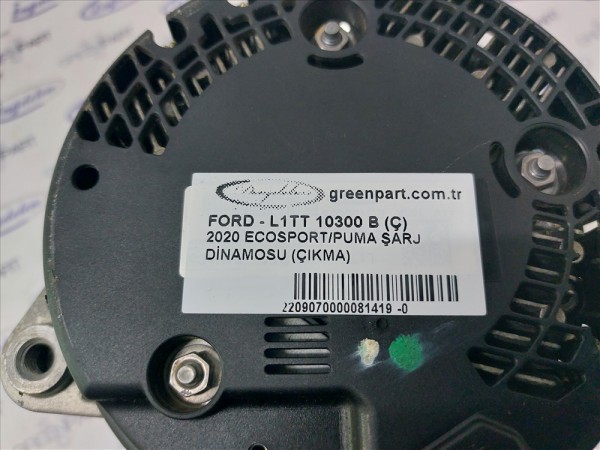 greenpart.com.tr
FORD - L1TT 10300 B (Ç)
2020 ECOSPORT/PUMA ŞARJ
DİNAMOSU (ÇIKMA)
2209070000081419 -0